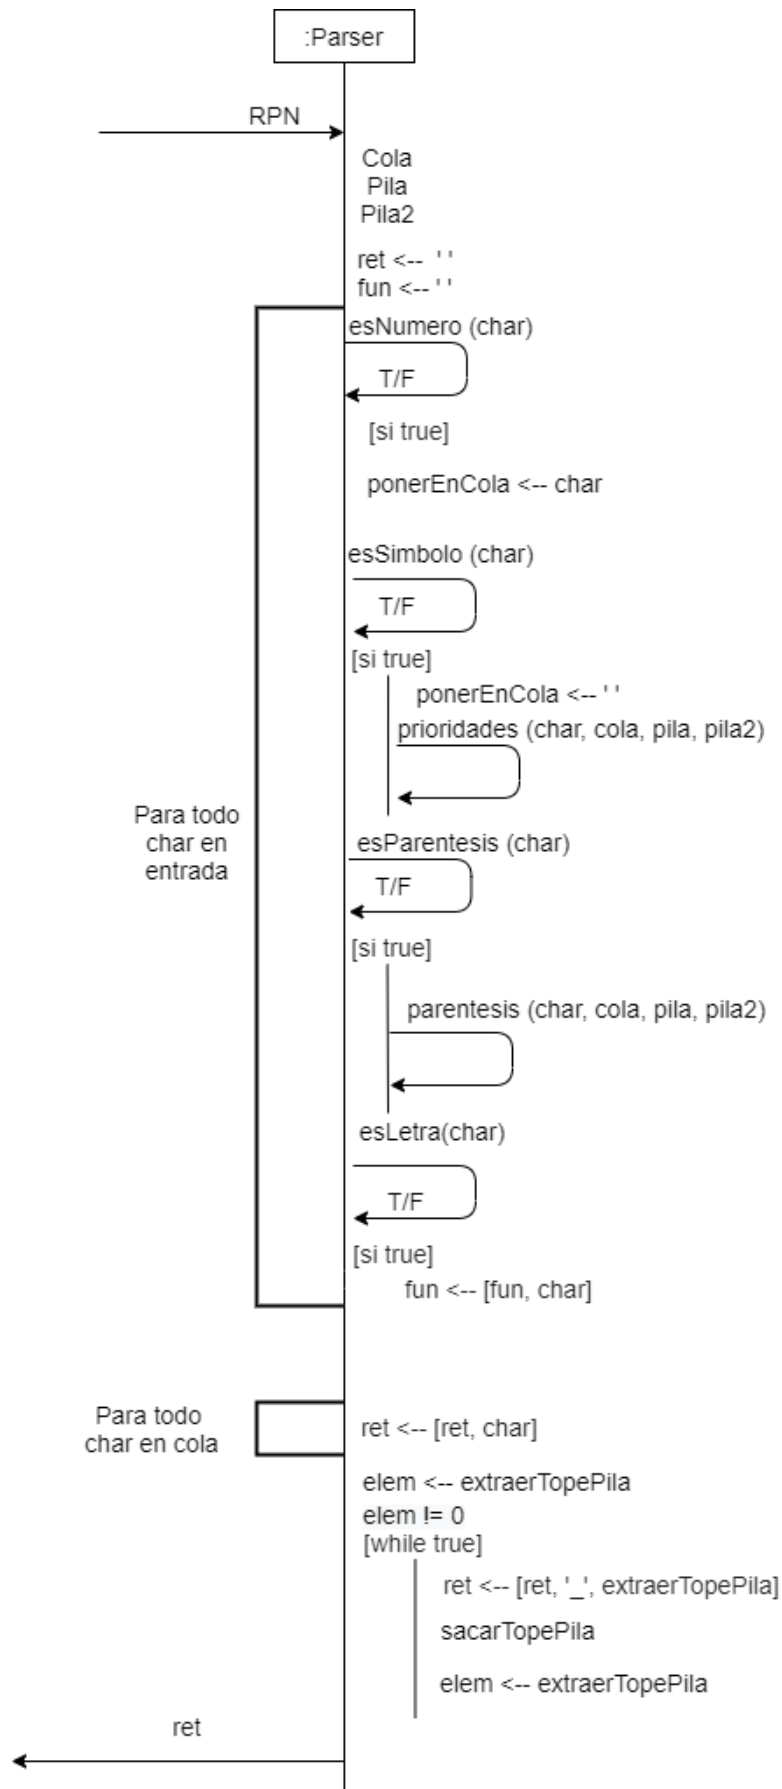 :Parser
RPN
Cola
Pila
Pila2
ret <-- ' '
fun <-- ' '
esNumero (char)
T/F
[si true]
ponerEnCola <-- char
esSimbolo (char)
T/F
[si true]
ponerEnCola <-- ' '
prioridades (char, cola, pila, pila2)
Para todo
char en
entrada
esParentesis (char)
T/F
[si true]
parentesis (char, cola, pila, pila2)
esLetra(char)
T/F
[si true]
fun <-- [fun, char]
Para todo
char en cola
ret <-- [ret, char]
elem <-- extraerTopePila
elem != 0
[while true]
ret <-- [ret, '_', extraerTopePila]
sacarTopePila
elem <-- extraerTopePila
ret